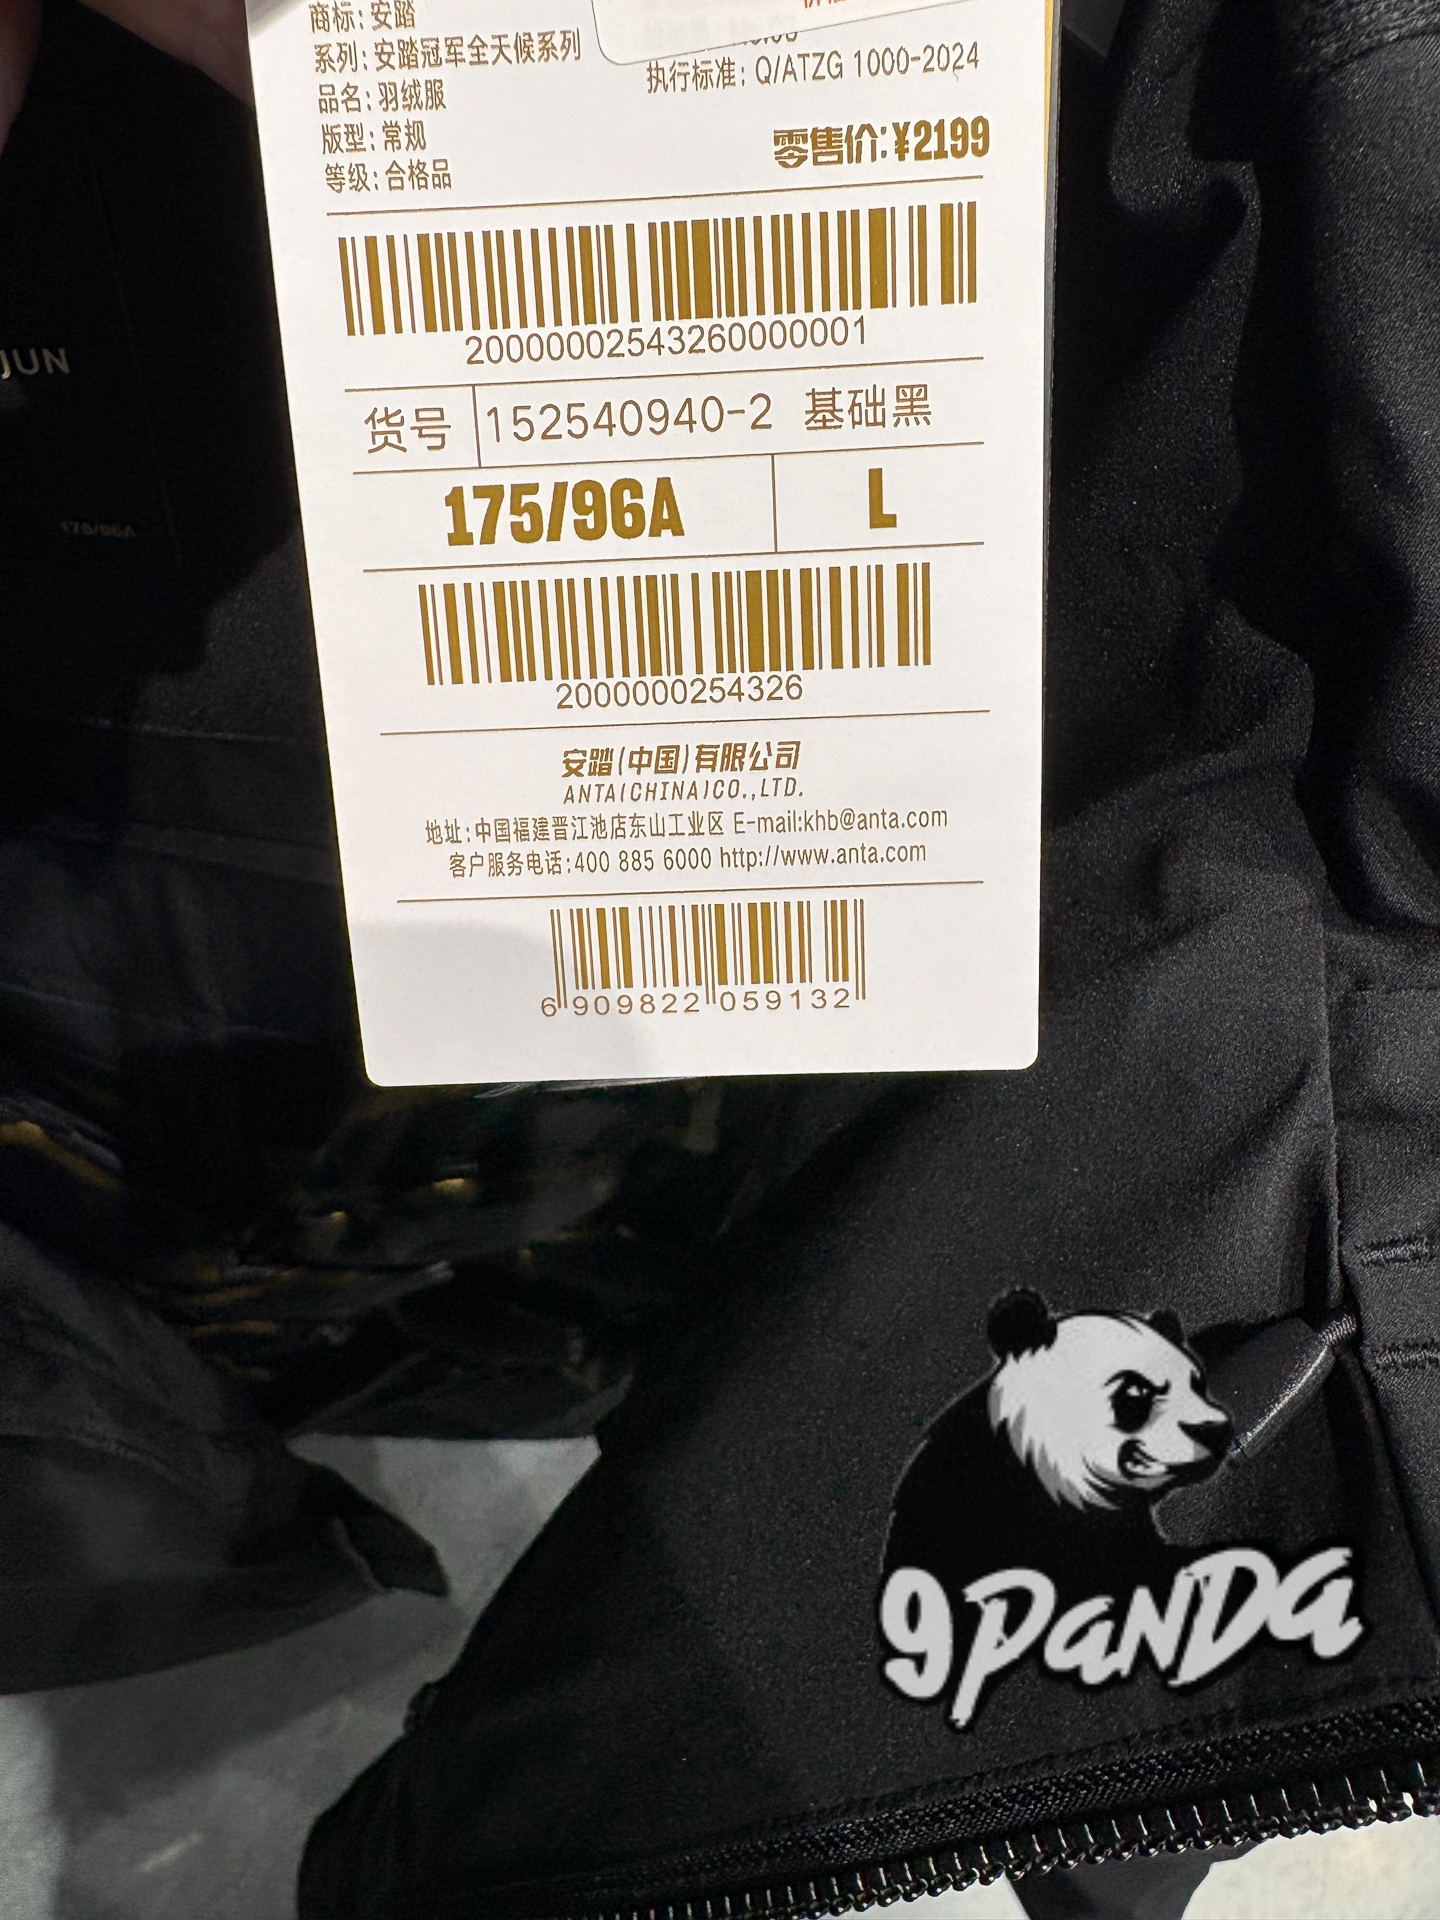 商标: 安踏
系列: 安踏冠军全天候系列
品名: 羽绒服
版型: 常规
等级: 合格品
执行标准: Q/ATZG 1000-2024
零售价:¥2199
20000002543260000001
货号 152540940-2 基础黑
175/96A L
2000000254326
安踏(中国)有限公司
ANTA(CHINA)CO.,LTD.
地址:中国福建晋江池店东山工业区 E-mail:khb@anta.com
客户服务电话:400 885 6000 http://www.anta.com
6 909822 059132
JUN
175/96A
9PANDA